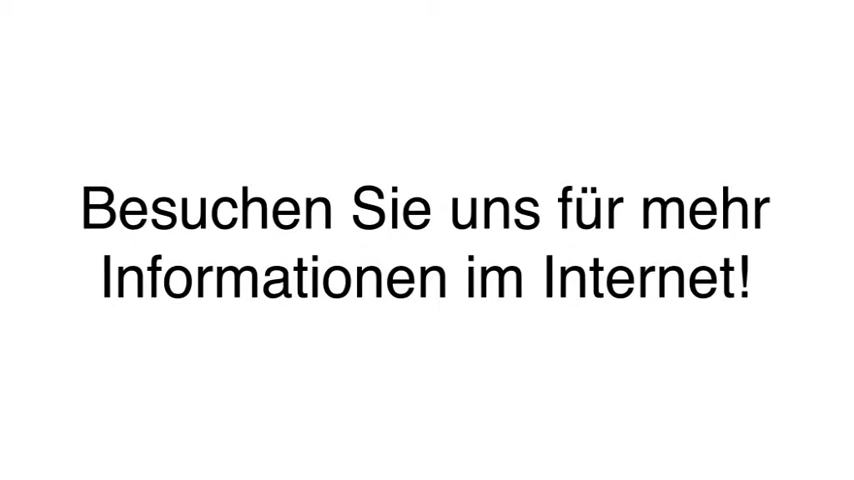 Besuchen Sie uns für mehr
Informationen im Internet!